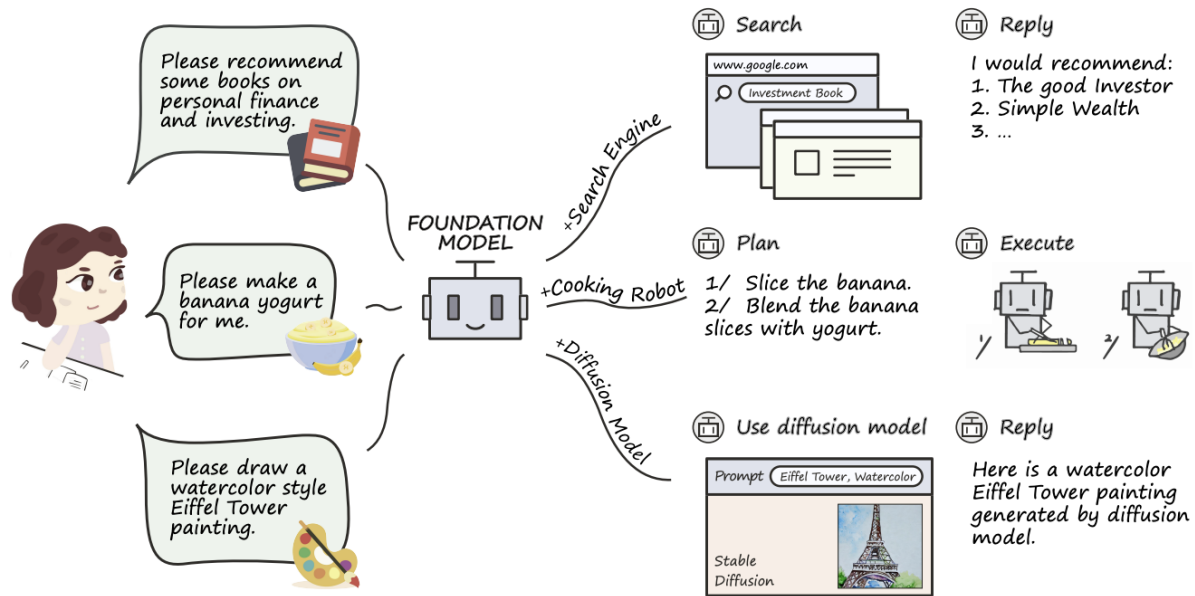 Please recommend
some books on
personal finance
and investing.
Please make a
banana yogurt
for me.
Please draw a
watercolor style
Eiffel Tower
painting.
FOUNDATION
MODEL
+Search Engine
+Cooking Robot
+Diffusion Model
Search
www.google.com
Investment Book
Reply
I would recommend:
1. The good Investor
2. Simple Wealth
3. ...
Plan
1/ Slice the banana.
2/ Blend the banana
slices with yogurt.
Execute
1/
2/
Use diffusion model
Prompt
Eiffel Tower, Watercolor
Stable
Diffusion
Reply
Here is a watercolor
Eiffel Tower painting
generated by diffusion
model.